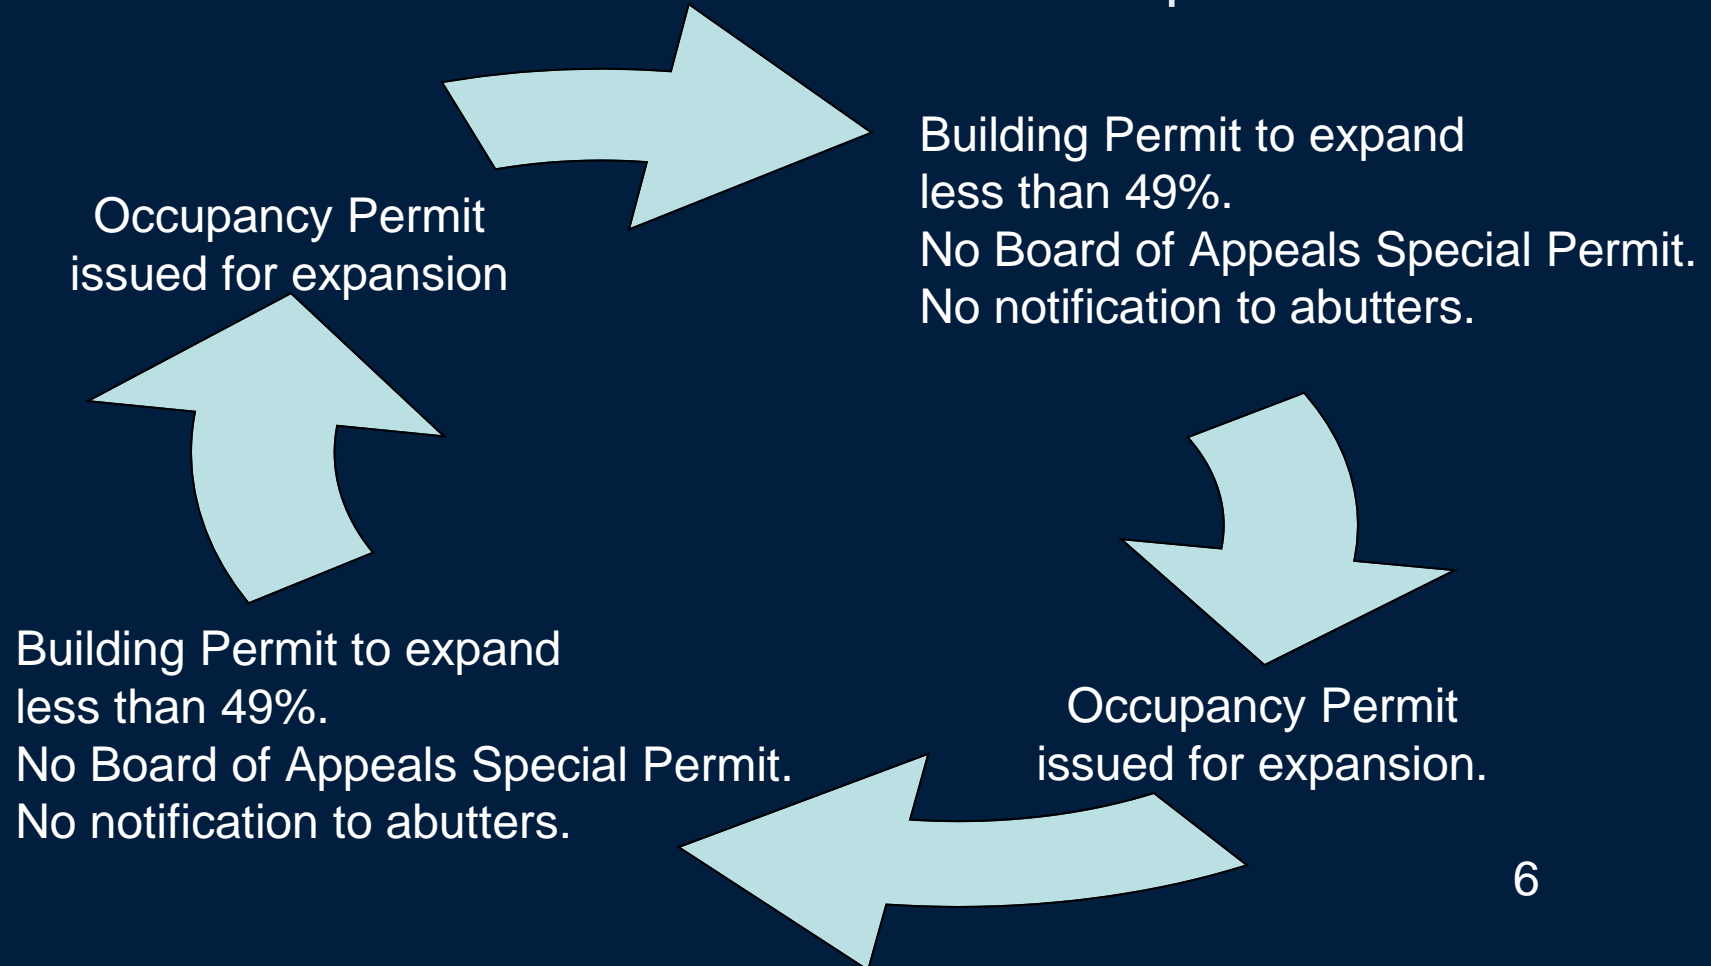 Building Permit to expand
less than 49%.
No Board of Appeals Special Permit.
No notification to abutters.
Occupancy Permit
issued for expansion
Occupancy Permit
issued for expansion.
Building Permit to expand
less than 49%.
No Board of Appeals Special Permit.
No notification to abutters.
6